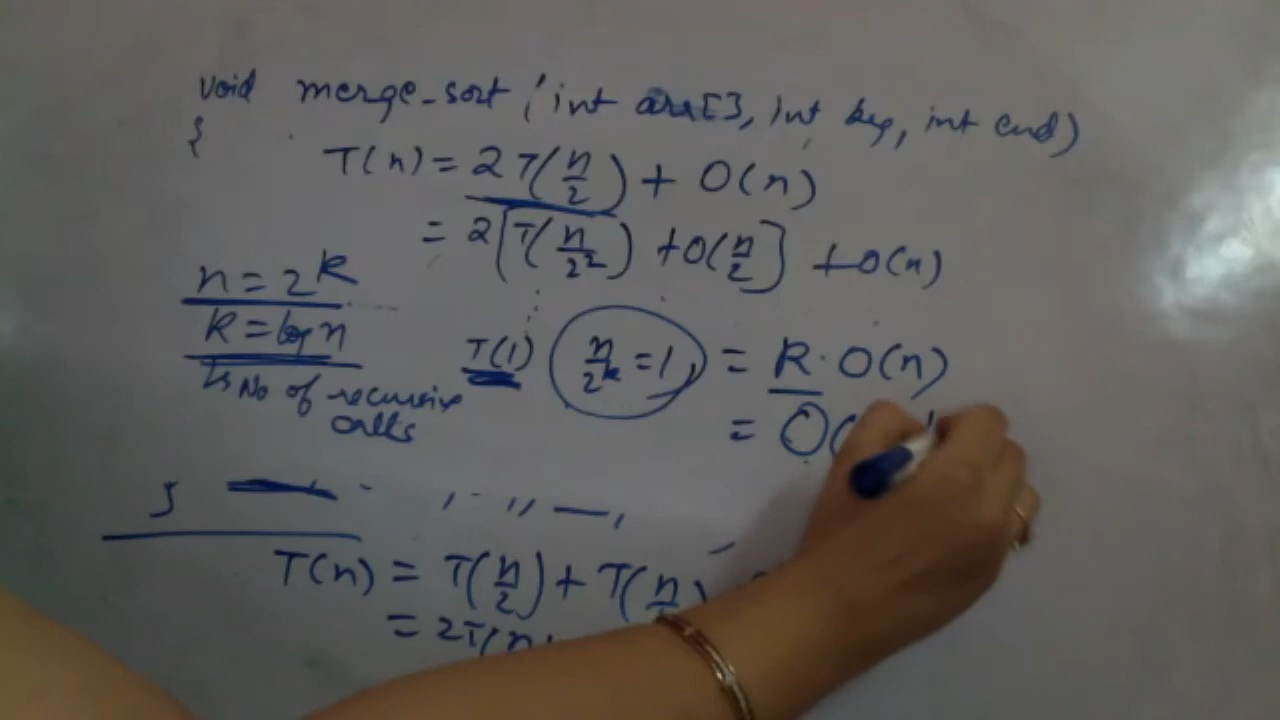 void merge_sort (int arr[], int beg, int end)
{
T(n) = 2T(n/2) + O(n)
= 2[T(n/2²) + O(n/2)] + O(n)
n = 2^k
k = log n
↳ No of recursive calls
T(1)
n/2^k = 1
= k · O(n)
= O(
}
T(n) = T(n/2) + T(n/
= 2T(n